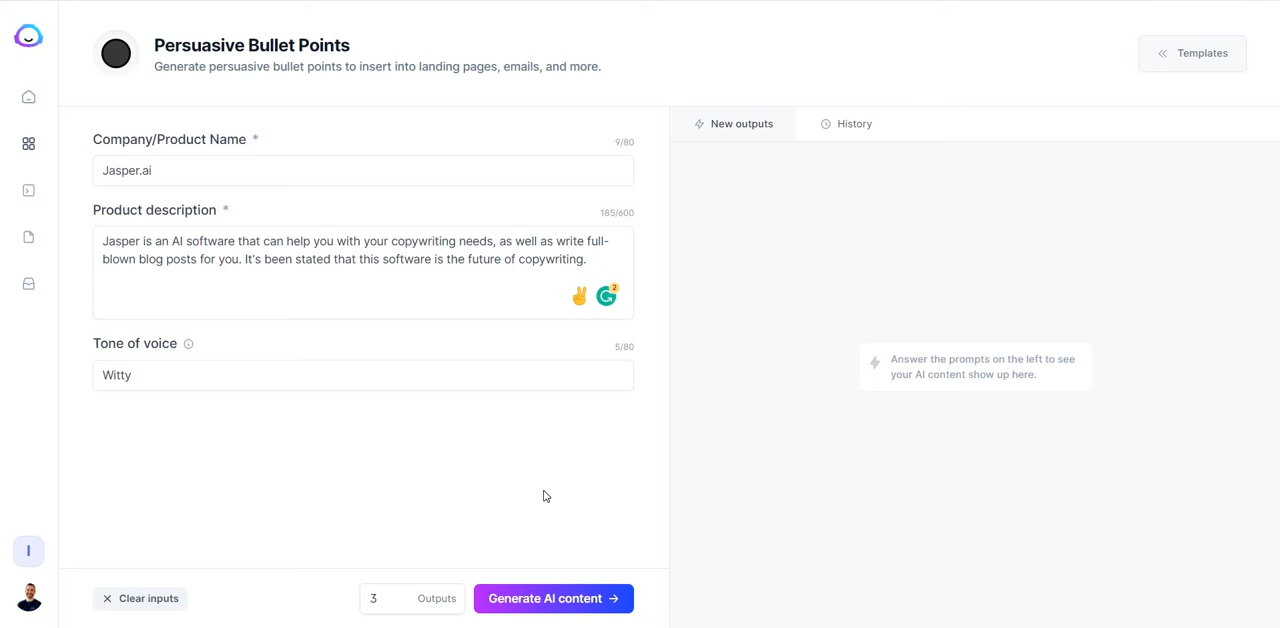 Persuasive Bullet Points
Generate persuasive bullet points to insert into landing pages, emails, and more.
Templates
Company/Product Name *
9/80
Jasper.ai
Product description *
185/600
Jasper is an AI software that can help you with your copywriting needs, as well as write full-
blown blog posts for you. It's been stated that this software is the future of copywriting.
2
Tone of voice
5/80
Witty
I
Clear inputs
3 Outputs
Generate AI content
New outputs
History
Answer the prompts on the left to see
your AI content show up here.